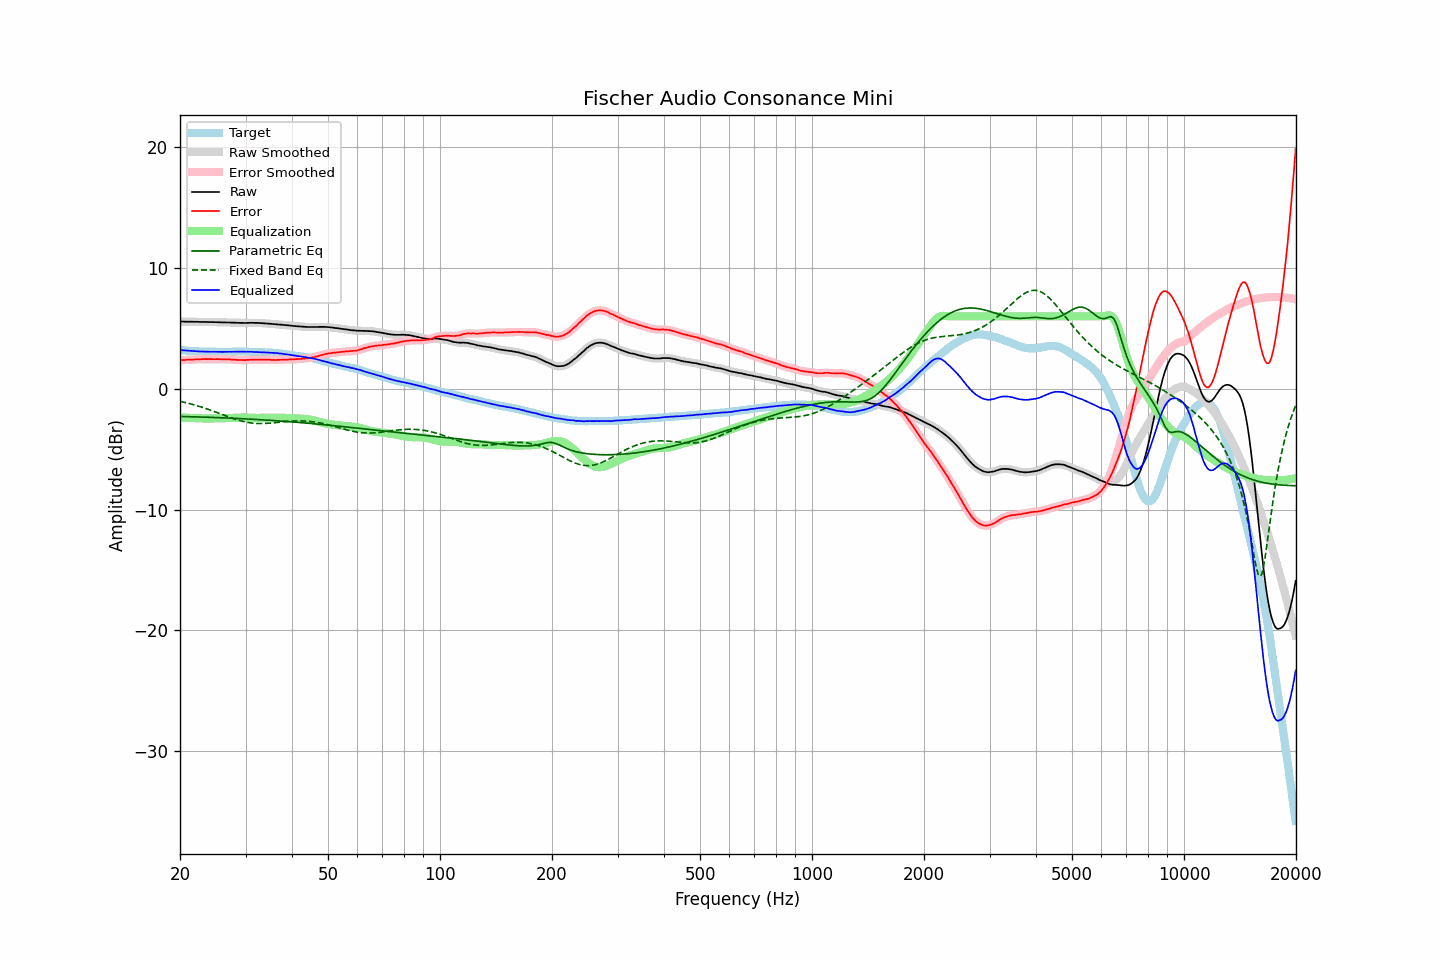 Fischer Audio Consonance Mini
Target
Raw Smoothed
Error Smoothed
Raw
Error
Equalization
Parametric Eq
Fixed Band Eq
Equalized
20
10
0
−10
−20
−30
Amplitude (dBr)
20 50 100 200 500 1000 2000 5000 10000 20000
Frequency (Hz)